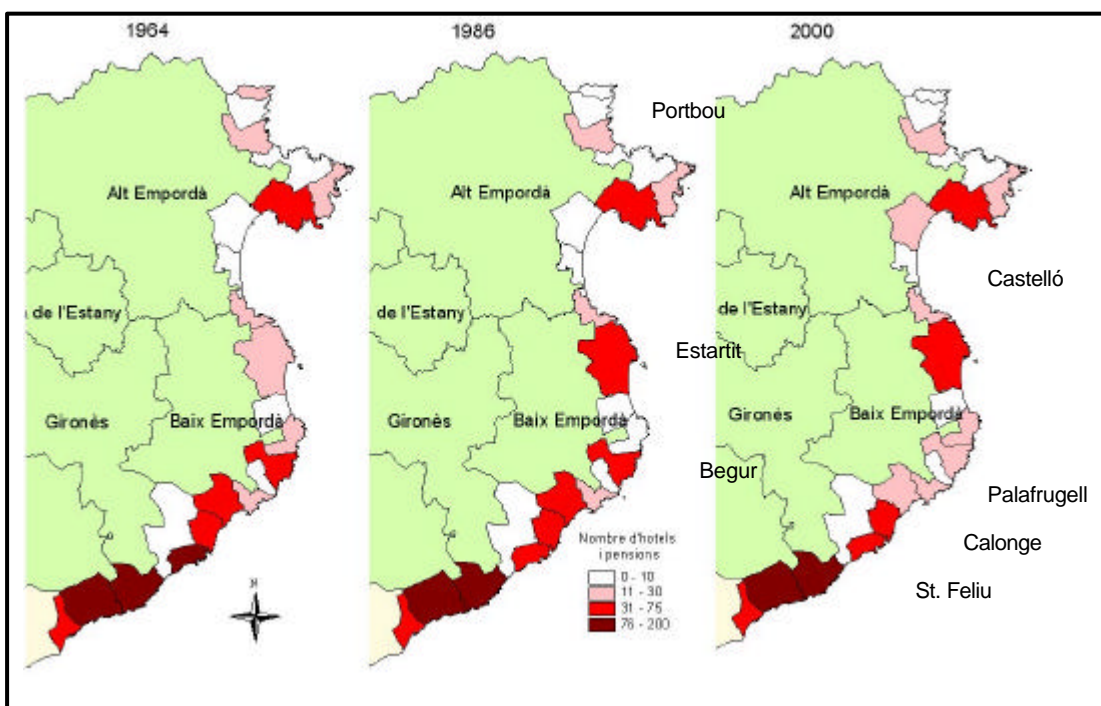 1964
1986
2000
Portbou
Alt Empordà
Alt Empordà
Alt Empordà
Castelló
de l'Estany
de l'Estany
de l'Estany
Estartit
Gironès
Baix Empordà
Gironès
Baix Empordà
Gironès
Baix Empordà
Begur
Palafrugell
Calonge
St. Feliu
Nombre d'hotels
i pensions
0 - 10
11 - 30
31 - 75
76 - 200
N